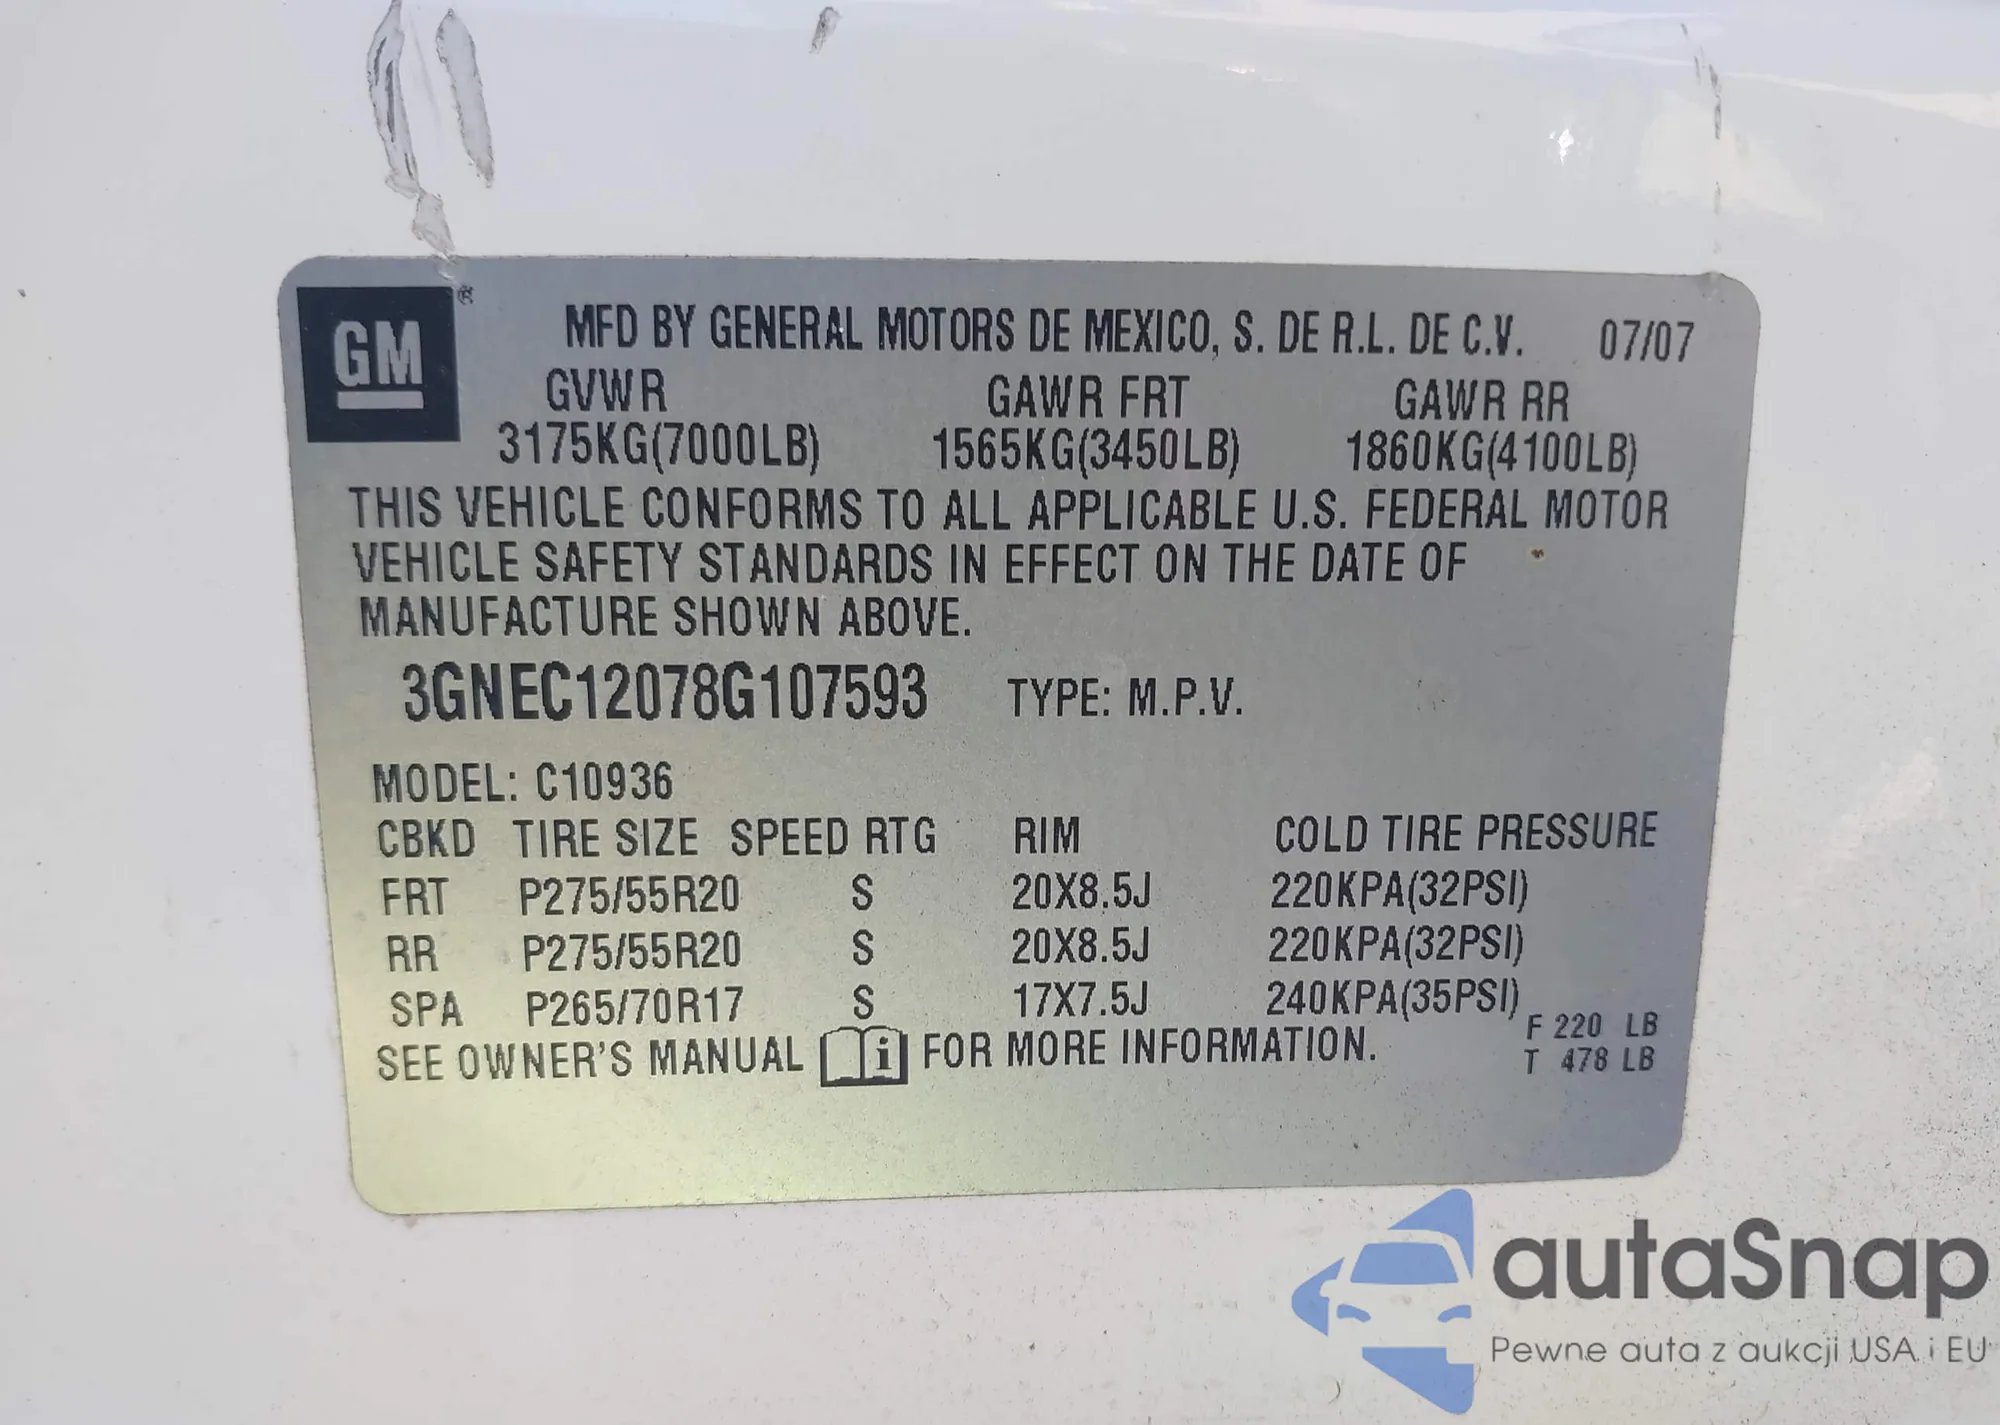 GM®
MFD BY GENERAL MOTORS DE MEXICO, S. DE R.L. DE C.V. 07/07
GVWR GAWR FRT GAWR RR
3175KG(7000LB) 1565KG(3450LB) 1860KG(4100LB)
THIS VEHICLE CONFORMS TO ALL APPLICABLE U.S. FEDERAL MOTOR
VEHICLE SAFETY STANDARDS IN EFFECT ON THE DATE OF
MANUFACTURE SHOWN ABOVE.
3GNEC12078G107593 TYPE: M.P.V.
MODEL: C10936
CBKD TIRE SIZE SPEED RTG RIM COLD TIRE PRESSURE
FRT P275/55R20 S 20X8.5J 220KPA(32PSI)
RR P275/55R20 S 20X8.5J 220KPA(32PSI)
SPA P265/70R17 S 17X7.5J 240KPA(35PSI)
F 220 LB
SEE OWNER'S MANUAL i FOR MORE INFORMATION.
T 478 LB
autaSnap
Pewne auta z aukcji USA i EU